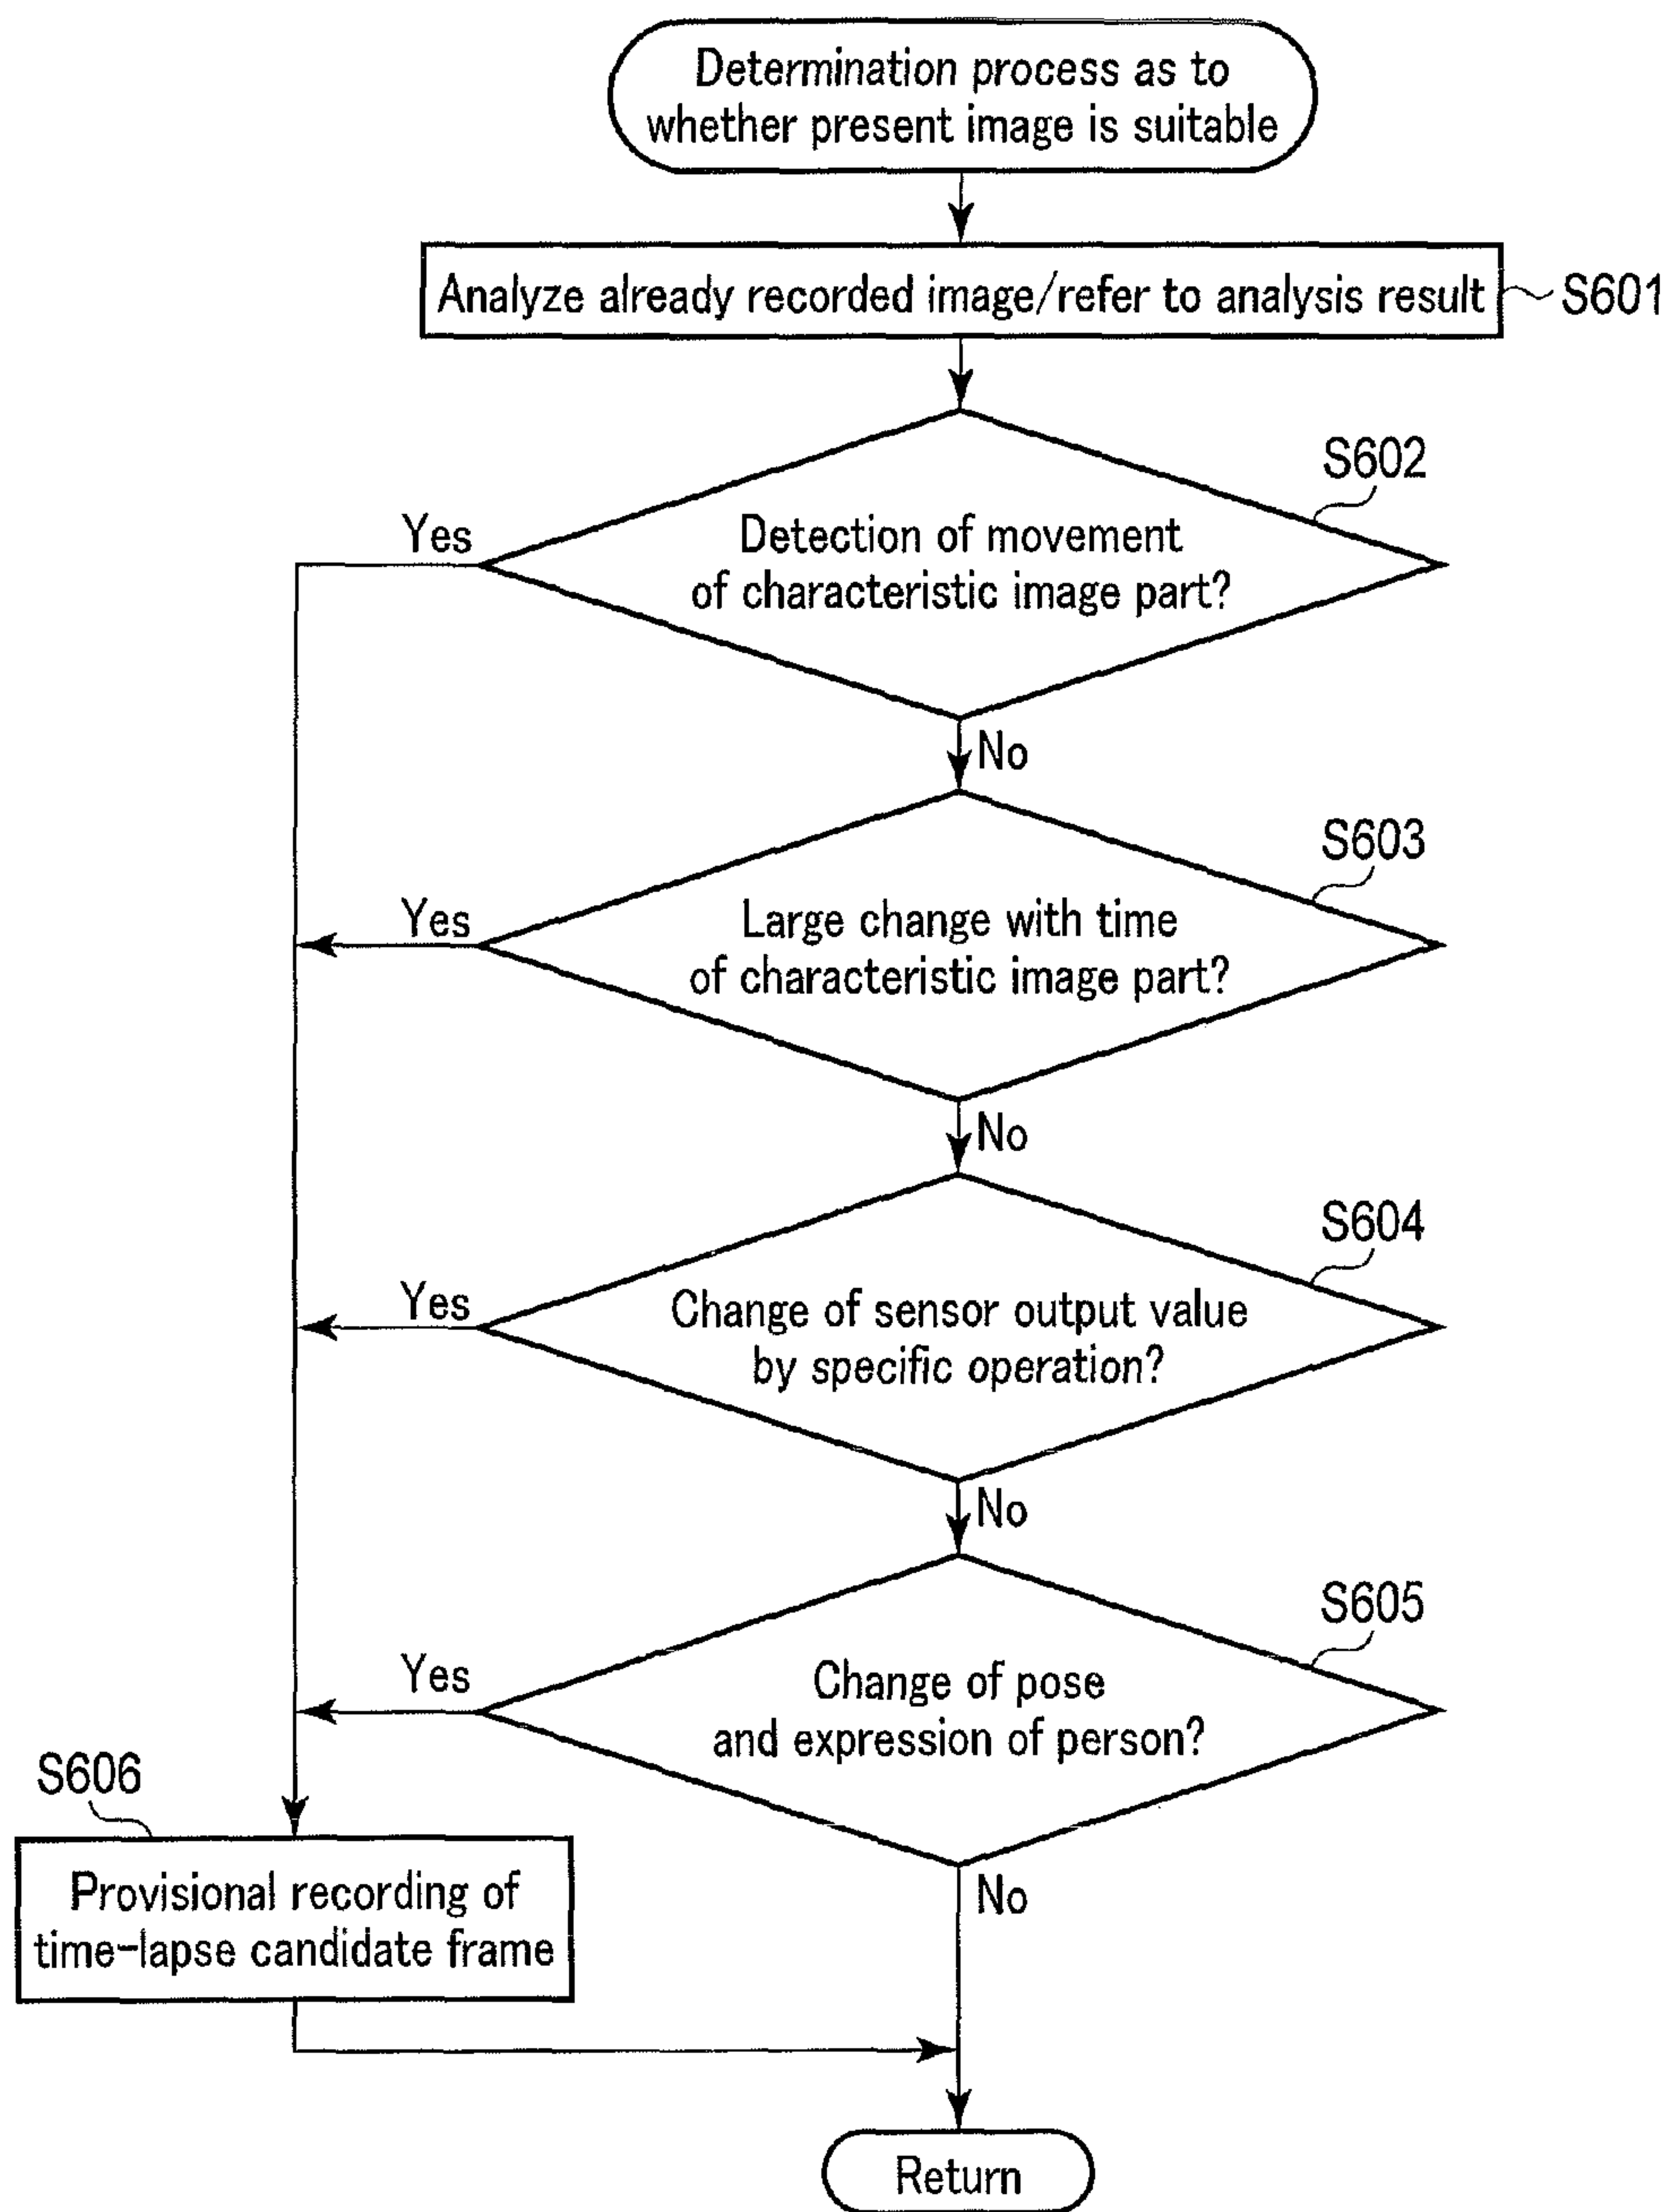 Determination process as to
whether present image is suitable
Analyze already recorded image/refer to analysis result
S601
S602
Yes
Detection of movement
of characteristic image part?
No
S603
Yes
Large change with time
of characteristic image part?
No
S604
Yes
Change of sensor output value
by specific operation?
No
S605
Yes
Change of pose
and expression of person?
S606
Provisional recording of
time-lapse candidate frame
No
Return